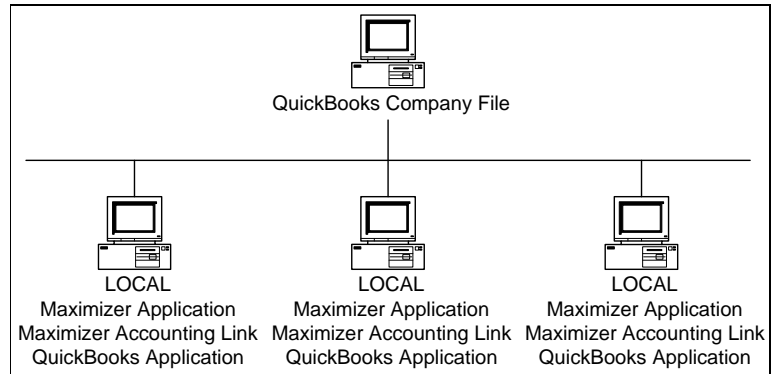 QuickBooks Company File
LOCAL LOCAL LOCAL
Maximizer Application Maximizer Application Maximizer Application
Maximizer Accounting Link Maximizer Accounting Link Maximizer Accounting Link
QuickBooks Application QuickBooks Application QuickBooks Application